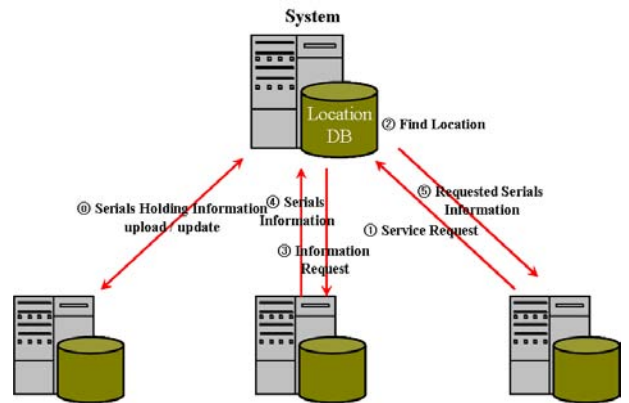 System
Location
DB
② Find Location
⓪ Serials Holding Information
upload / update
④ Serials
Information
③ Information
Request
⑤ Requested Serials
Information
① Service Request